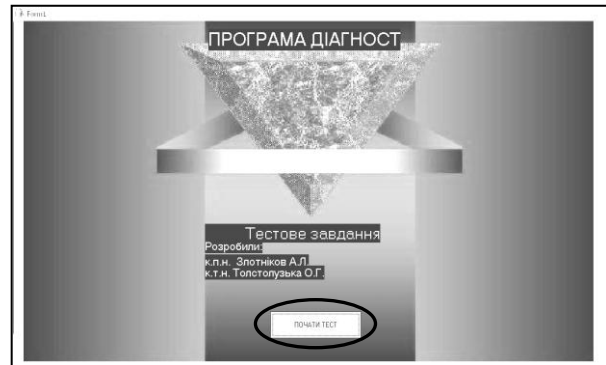 Form1
ПРОГРАМА ДІАГНОСТ
Тестове завдання
Розробили:
к.п.н. Злотніков А.Л.
к.т.н. Толстолузька О.Г.
ПОЧАТИ ТЕСТ